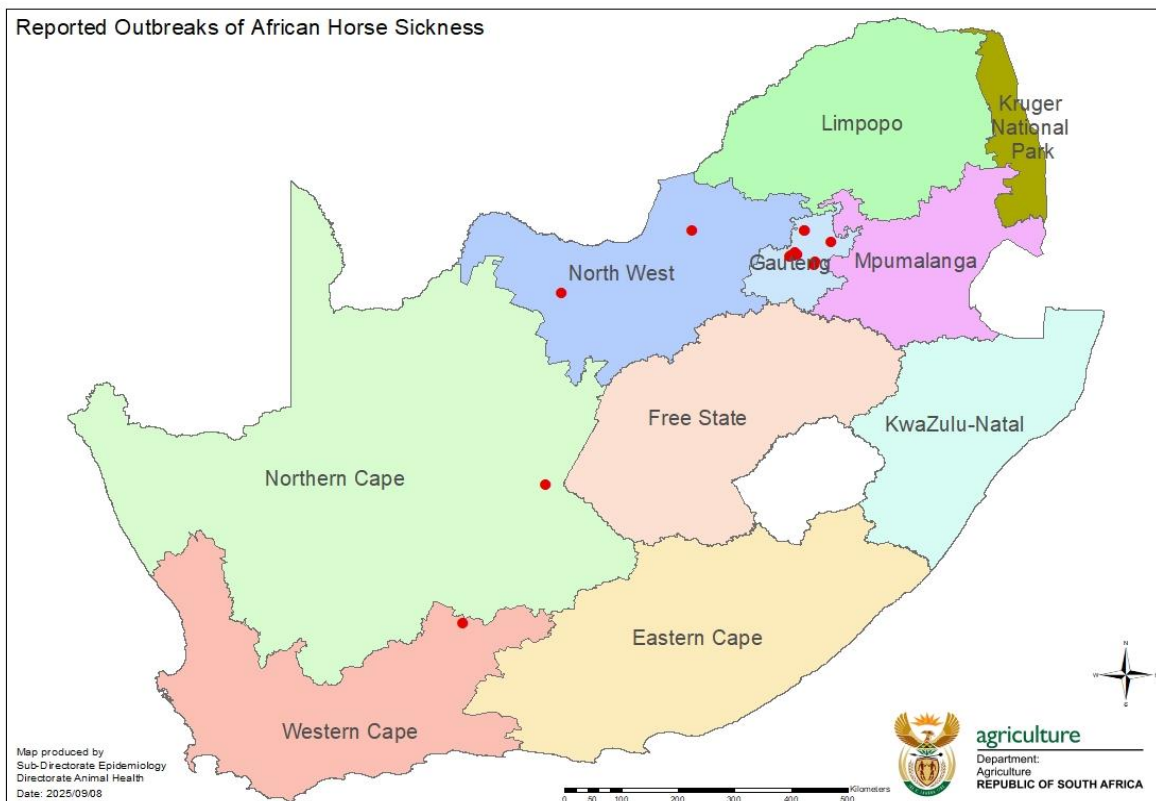 Reported Outbreaks of African Horse Sickness
Limpopo
Kruger
National
Park
North West
Gauteng
Mpumalanga
Free State
KwaZulu-Natal
Northern Cape
Eastern Cape
Western Cape
N
W
S
Map produced by
Sub-Directorate Epidemiology
Directorate Animal Health
Date: 2025/09/08
0 50 100 200 300 400 500
Kilometers
agriculture
Department:
Agriculture
REPUBLIC OF SOUTH AFRICA